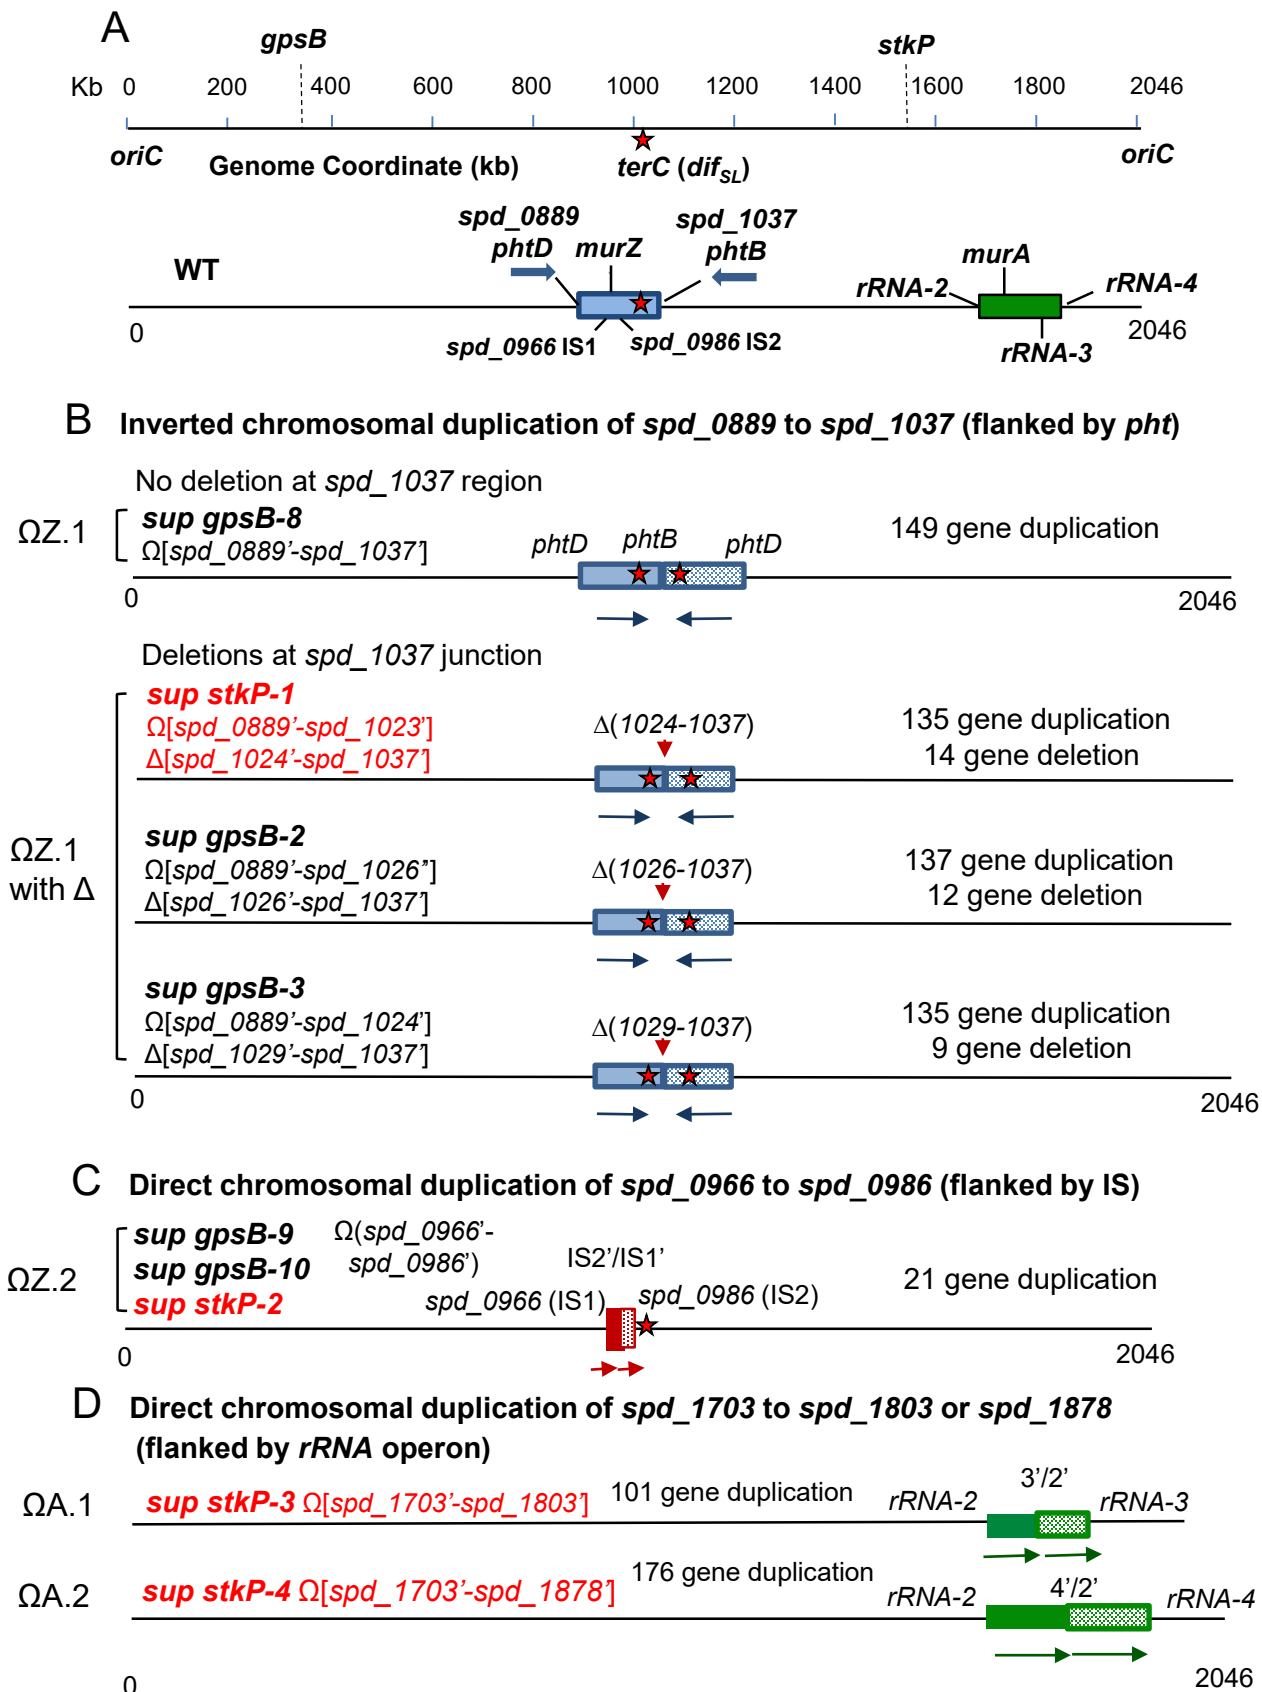 A
gpsB
stkP
Kb 0 200 400 600 800 1000 1200 1400 1600 1800 2046
oriC
Genome Coordinate (kb)
terC (difSL)
oriC
spd_0889
spd_1037
WT
phtD
murZ
phtB
murA
rRNA-2
rRNA-4
0
2046
spd_0966 IS1
spd_0986 IS2
rRNA-3
B Inverted chromosomal duplication of spd_0889 to spd_1037 (flanked by pht)
No deletion at spd_1037 region
ΩZ.1
sup gpsB-8
Ω[spd_0889'-spd_1037']
phtD
phtB
phtD
149 gene duplication
0
2046
Deletions at spd_1037 junction
ΩZ.1
with Δ
sup stkP-1
Ω[spd_0889'-spd_1023']
Δ[spd_1024'-spd_1037']
Δ(1024-1037)
135 gene duplication
14 gene deletion
sup gpsB-2
Ω[spd_0889'-spd_1026'']
Δ[spd_1026'-spd_1037']
Δ(1026-1037)
137 gene duplication
12 gene deletion
sup gpsB-3
Ω[spd_0889'-spd_1024']
Δ[spd_1029'-spd_1037']
Δ(1029-1037)
135 gene duplication
9 gene deletion
0
2046
C Direct chromosomal duplication of spd_0966 to spd_0986 (flanked by IS)
ΩZ.2
sup gpsB-9
sup gpsB-10
sup stkP-2
Ω(spd_0966'-
spd_0986')
IS2'/IS1'
spd_0966 (IS1)
spd_0986 (IS2)
21 gene duplication
0
2046
D Direct chromosomal duplication of spd_1703 to spd_1803 or spd_1878
(flanked by rRNA operon)
ΩA.1
sup stkP-3 Ω[spd_1703'-spd_1803']
101 gene duplication
rRNA-2
3'/2'
rRNA-3
ΩA.2
sup stkP-4 Ω[spd_1703'-spd_1878']
176 gene duplication
rRNA-2
4'/2'
rRNA-4
0
2046